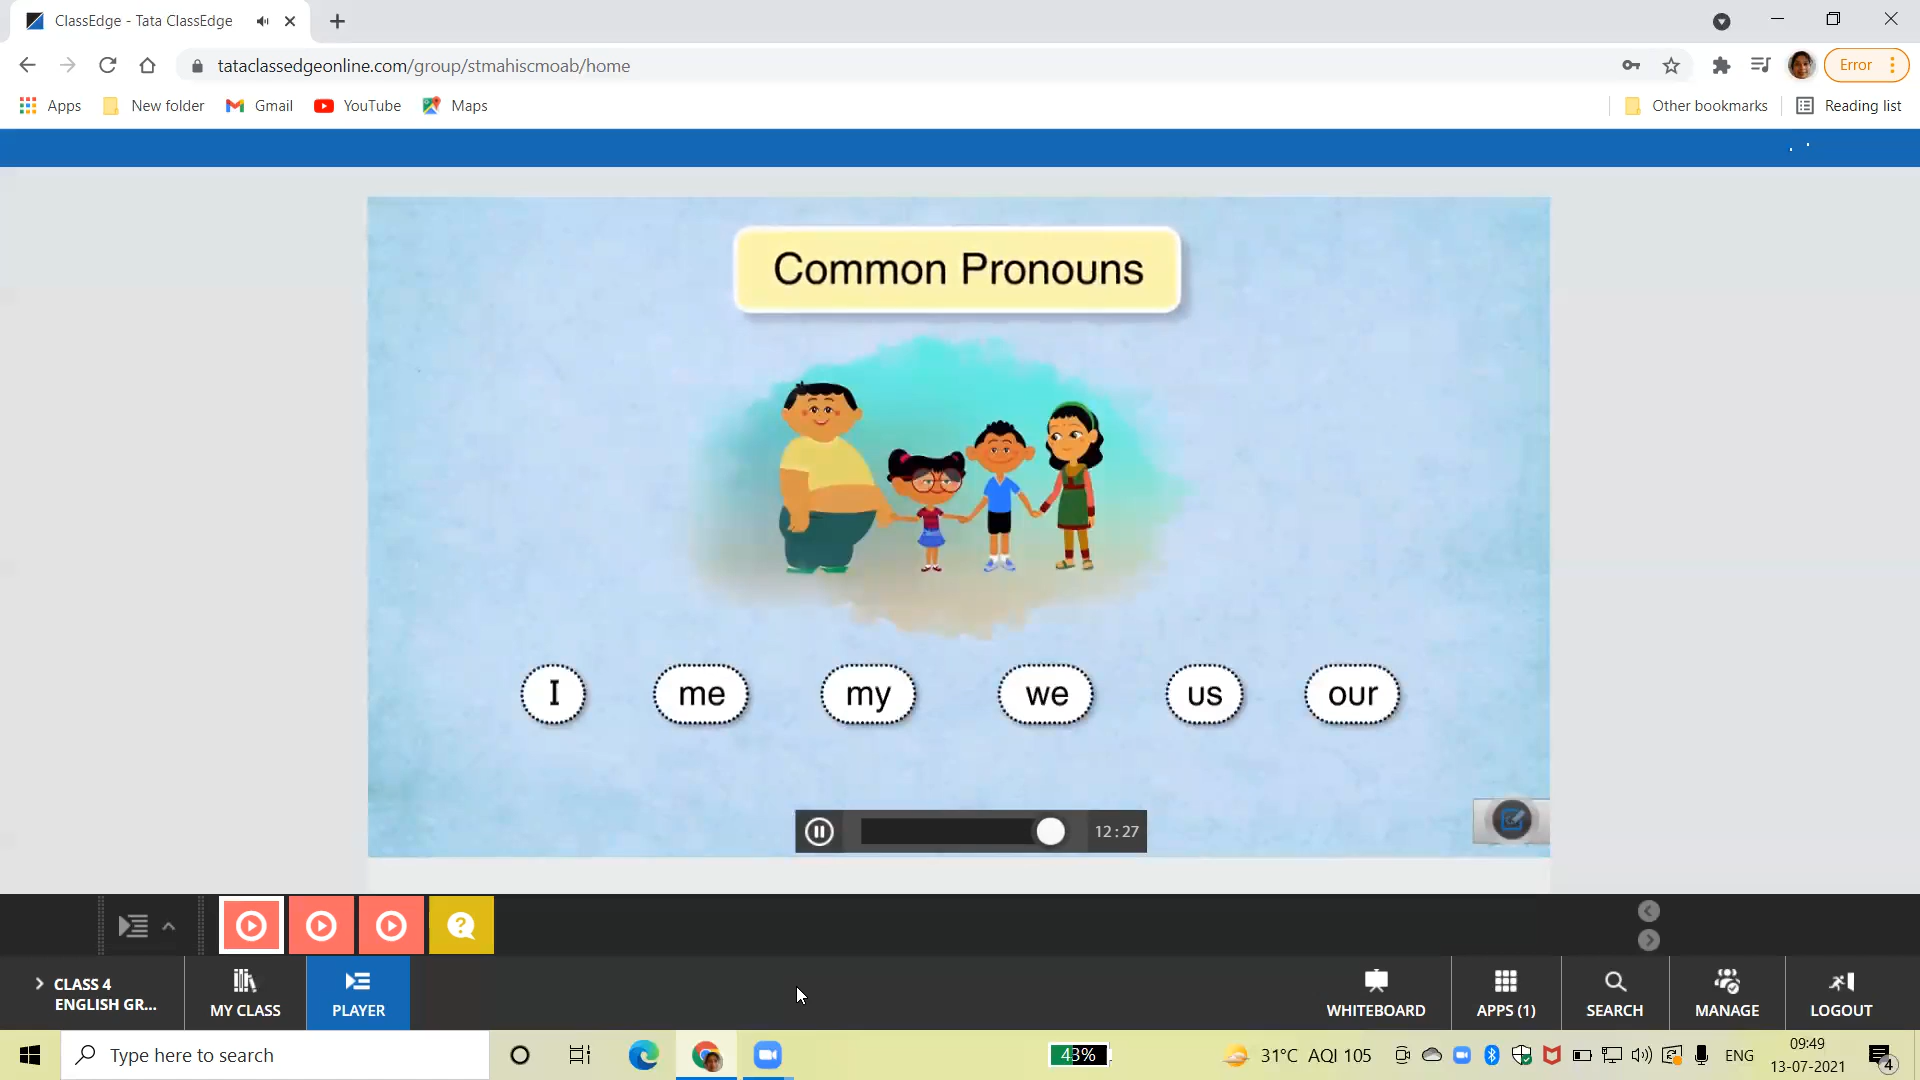 ClassEdge - Tata ClassEdge
tataclassedgeonline.com/group/stmahiscmoab/home
Error
Apps New folder Gmail YouTube Maps Other bookmarks Reading list
Common Pronouns
I me my we us our
12:27
CLASS 4
ENGLISH GR...
MY CLASS
PLAYER
WHITEBOARD
APPS (1)
SEARCH
MANAGE
LOGOUT
Type here to search
43%
31°C AQI 105
ENG
09:49
13-07-2021
4